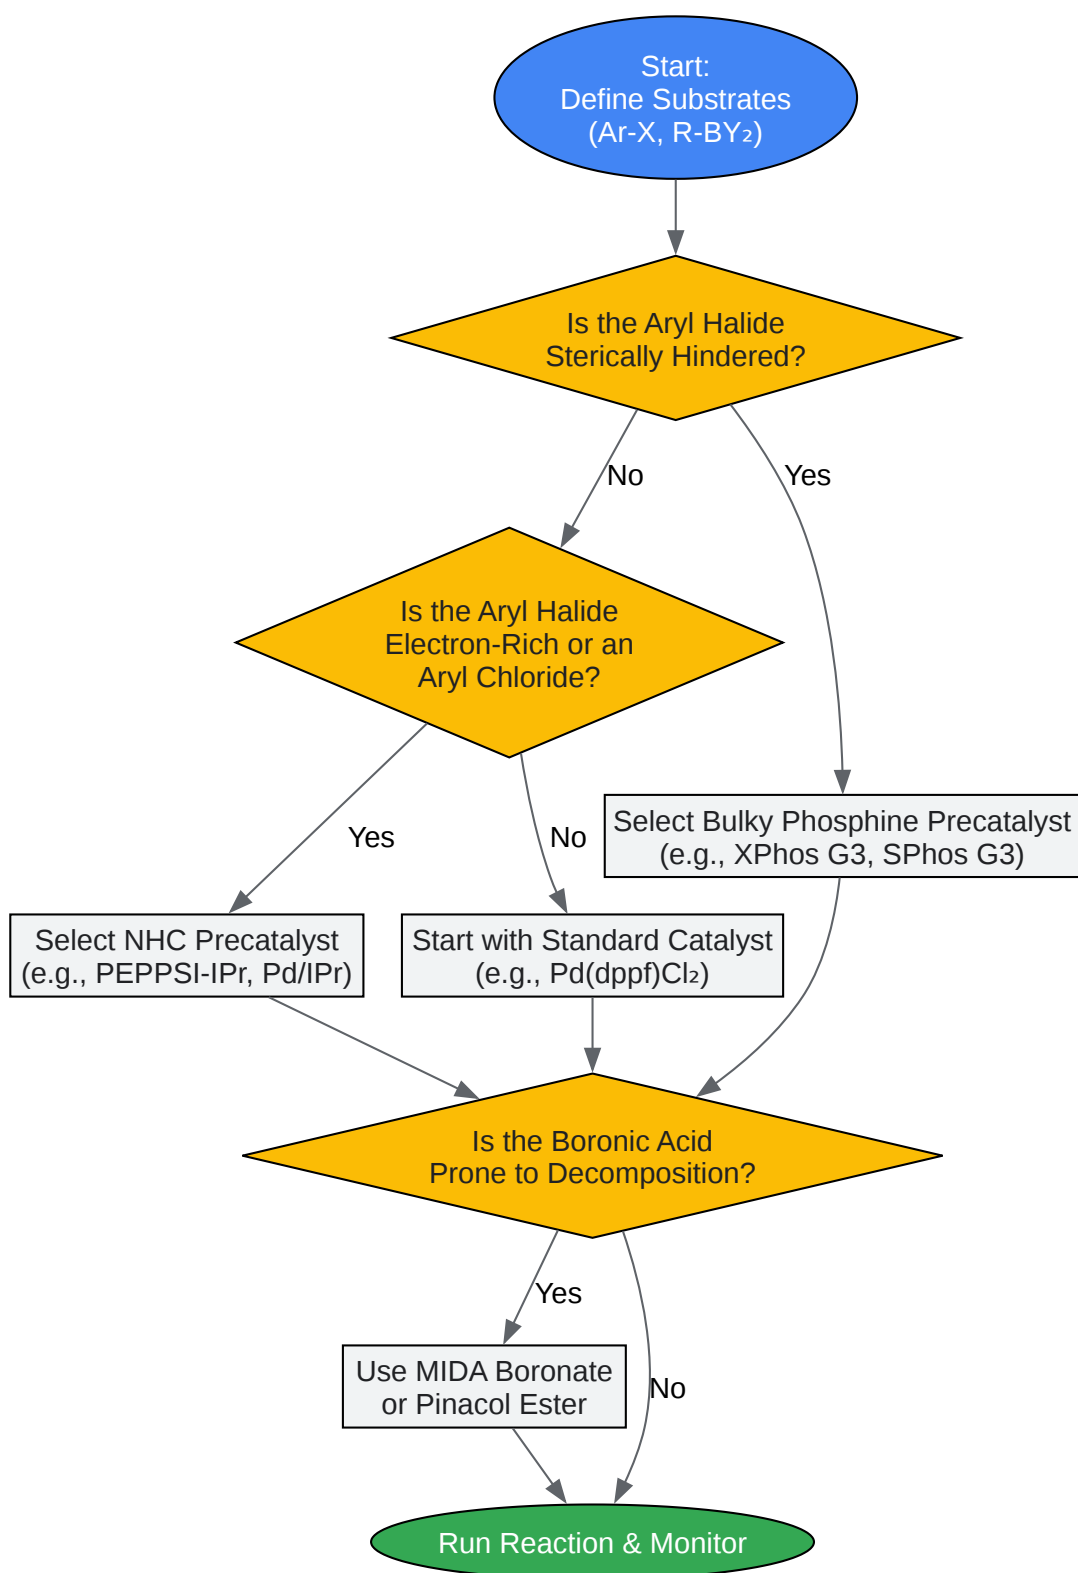 Start:
Define Substrates
(Ar-X, R-BY₂)
Is the Aryl Halide
Sterically Hindered?
No
Yes
Is the Aryl Halide
Electron-Rich or an
Aryl Chloride?
Select Bulky Phosphine Precatalyst
(e.g., XPhos G3, SPhos G3)
Yes
No
Select NHC Precatalyst
(e.g., PEPPSI-IPr, Pd/IPr)
Start with Standard Catalyst
(e.g., Pd(dppf)Cl₂)
Is the Boronic Acid
Prone to Decomposition?
Yes
Use MIDA Boronate
or Pinacol Ester
No
Run Reaction & Monitor